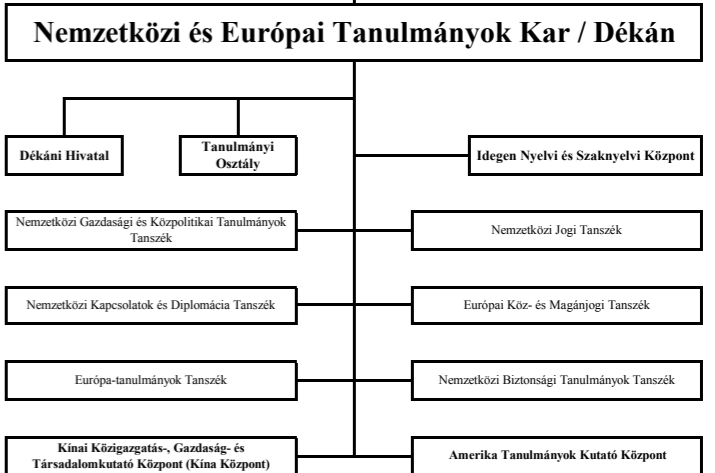 Nemzetközi és Európai Tanulmányok Kar / Dékán
Dékáni Hivatal
Tanulmányi
Osztály
Idegen Nyelvi és Szaknyelvi Központ
Nemzetközi Gazdasági és Közpolitikai Tanulmányok
Tanszék
Nemzetközi Jogi Tanszék
Nemzetközi Kapcsolatok és Diplomácia Tanszék
Európai Köz- és Magánjogi Tanszék
Európa-tanulmányok Tanszék
Nemzetközi Biztonsági Tanulmányok Tanszék
Kínai Közigazgatás-, Gazdaság- és
Társadalomkutató Központ (Kína Központ)
Amerika Tanulmányok Kutató Központ